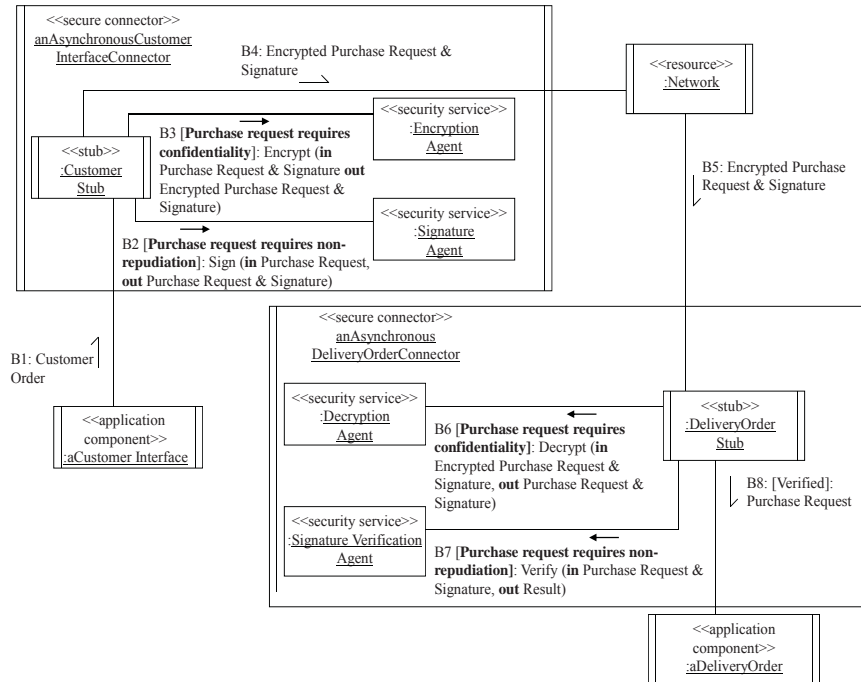 <<secure connector>>
anAsynchronousCustomer
InterfaceConnector
B4: Encrypted Purchase Request &
Signature
<<resource>>
:Network
<<security service>>
:Encryption
Agent
<<stub>>
:Customer
Stub
B3 [Purchase request requires
confidentiality]: Encrypt (in
Purchase Request & Signature out
Encrypted Purchase Request &
Signature)
B5: Encrypted Purchase
Request & Signature
<<security service>>
:Signature
Agent
B2 [Purchase request requires non-
repudiation]: Sign (in Purchase Request,
out Purchase Request & Signature)
B1: Customer
Order
<<application
component>>
:aCustomer Interface
<<secure connector>>
anAsynchronous
DeliveryOrderConnector
<<security service>>
:Decryption
Agent
<<stub>>
:DeliveryOrder
Stub
B6 [Purchase request requires
confidentiality]: Decrypt (in
Encrypted Purchase Request &
Signature, out Purchase Request &
Signature)
B8: [Verified]:
Purchase Request
<<security service>>
:Signature Verification
Agent
B7 [Purchase request requires non-
repudiation]: Verify (in Purchase Request &
Signature, out Result)
<<application
component>>
:aDeliveryOrder